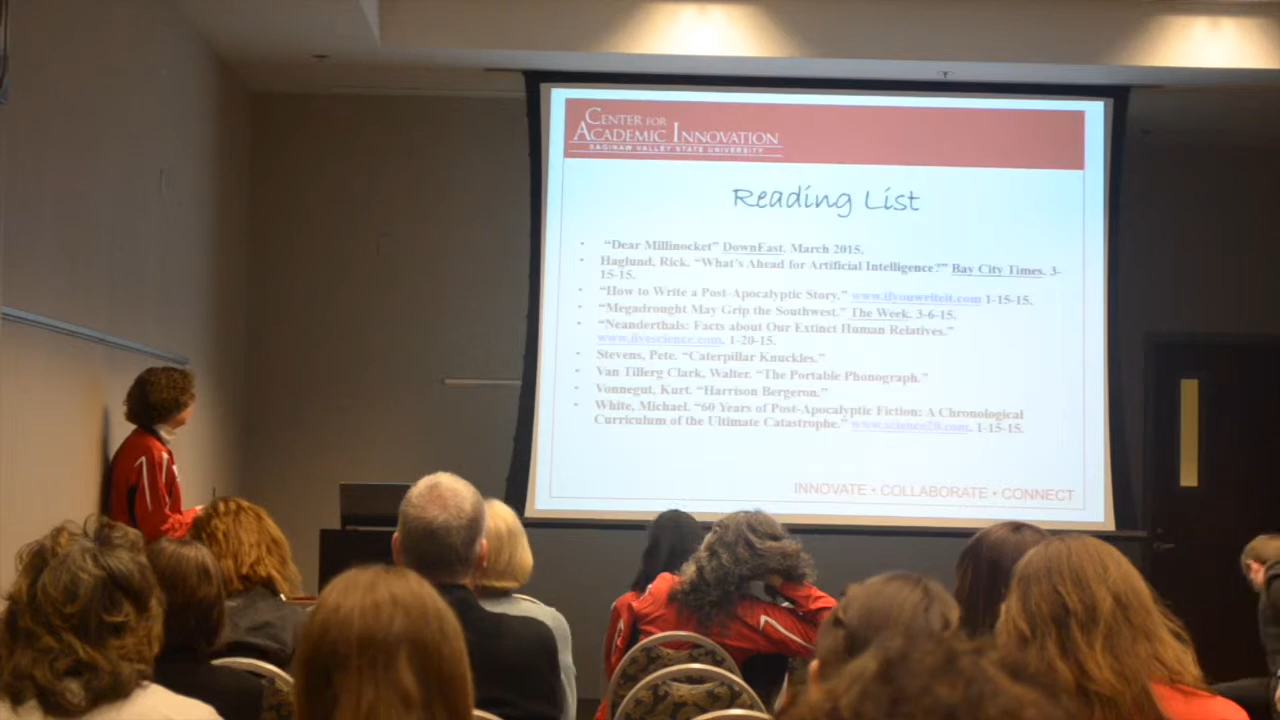 CENTER FOR
ACADEMIC INNOVATION
SAGINAW VALLEY STATE UNIVERSITY
Reading List
• "Dear Millinocket" DownEast. March 2015.
• Haglund, Rick. "What's Ahead for Artificial Intelligence?" Bay City Times. 3-
15-15.
• "How to Write a Post-Apocalyptic Story." www.ifyouwriteit.com 1-15-15.
• "Megadrought May Grip the Southwest." The Week. 3-6-15.
• "Neanderthals: Facts about Our Extinct Human Relatives."
www.livescience.com. 1-20-15.
• Stevens, Pete. "Caterpillar Knuckles."
• Van Tillerg Clark, Walter. "The Portable Phonograph."
• Vonnegut, Kurt. "Harrison Bergeron."
• White, Michael. "60 Years of Post-Apocalyptic Fiction: A Chronological
Curriculum of the Ultimate Catastrophe." www.science20.com. 1-15-15.
INNOVATE • COLLABORATE • CONNECT